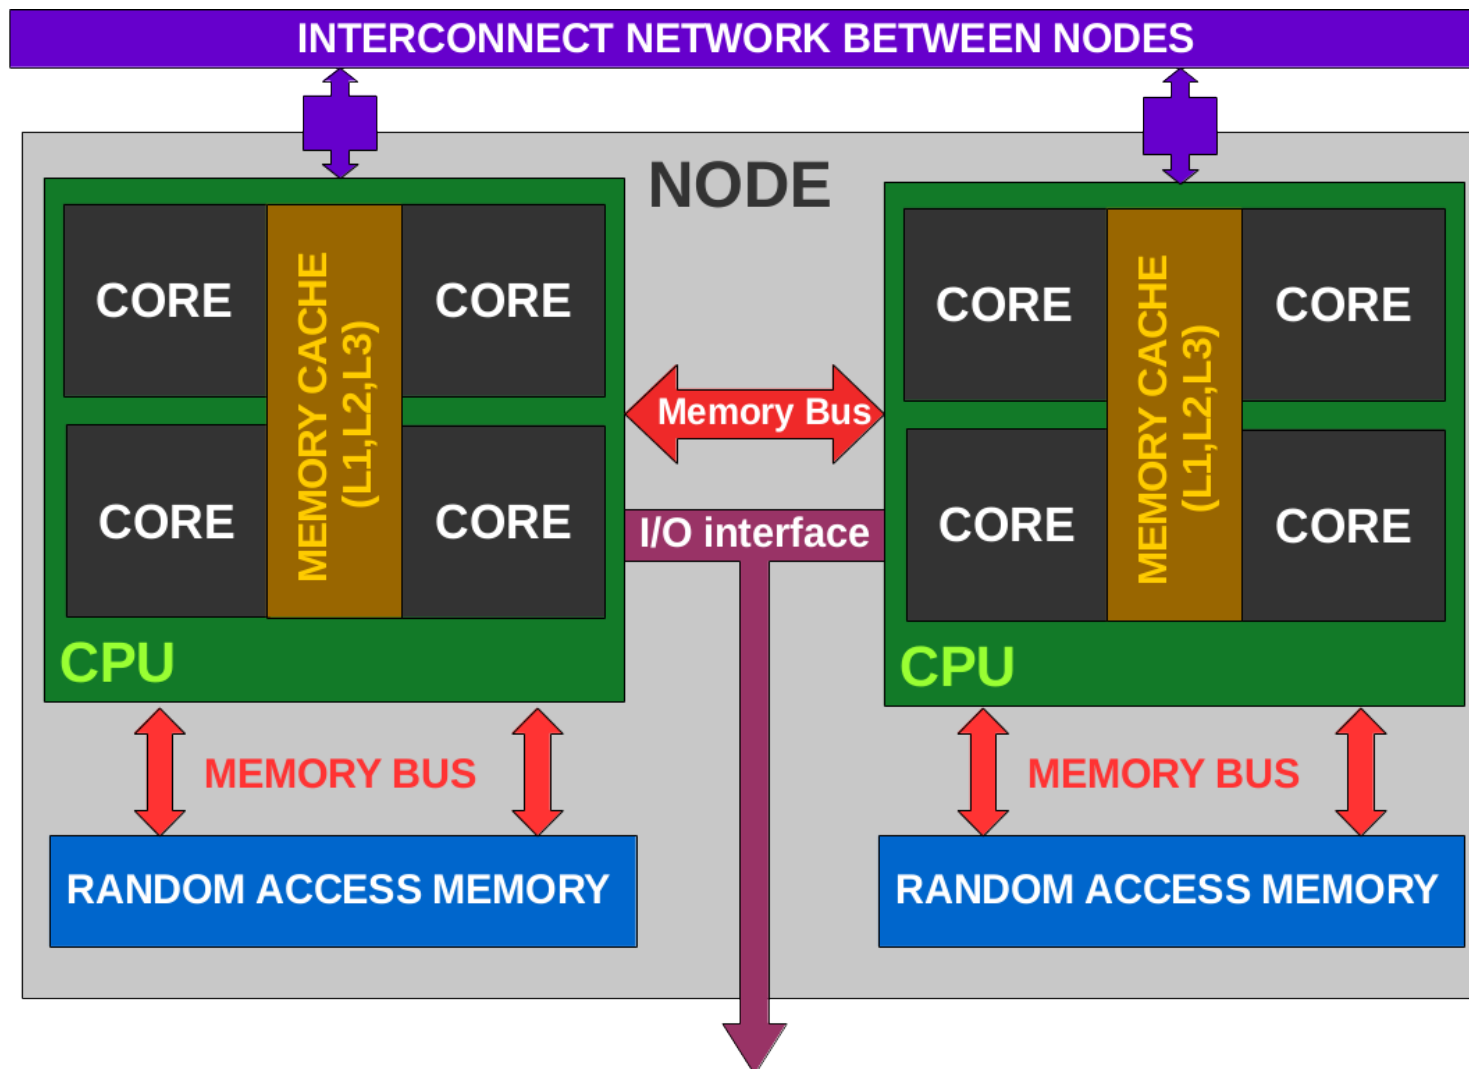 INTERCONNECT NETWORK BETWEEN NODES
NODE
CORE
MEMORY CACHE
(L1,L2,L3)
CORE
CORE
CORE
CPU
Memory Bus
I/O interface
CORE
MEMORY CACHE
(L1,L2,L3)
CORE
CORE
CORE
CPU
MEMORY BUS
MEMORY BUS
RANDOM ACCESS MEMORY
RANDOM ACCESS MEMORY